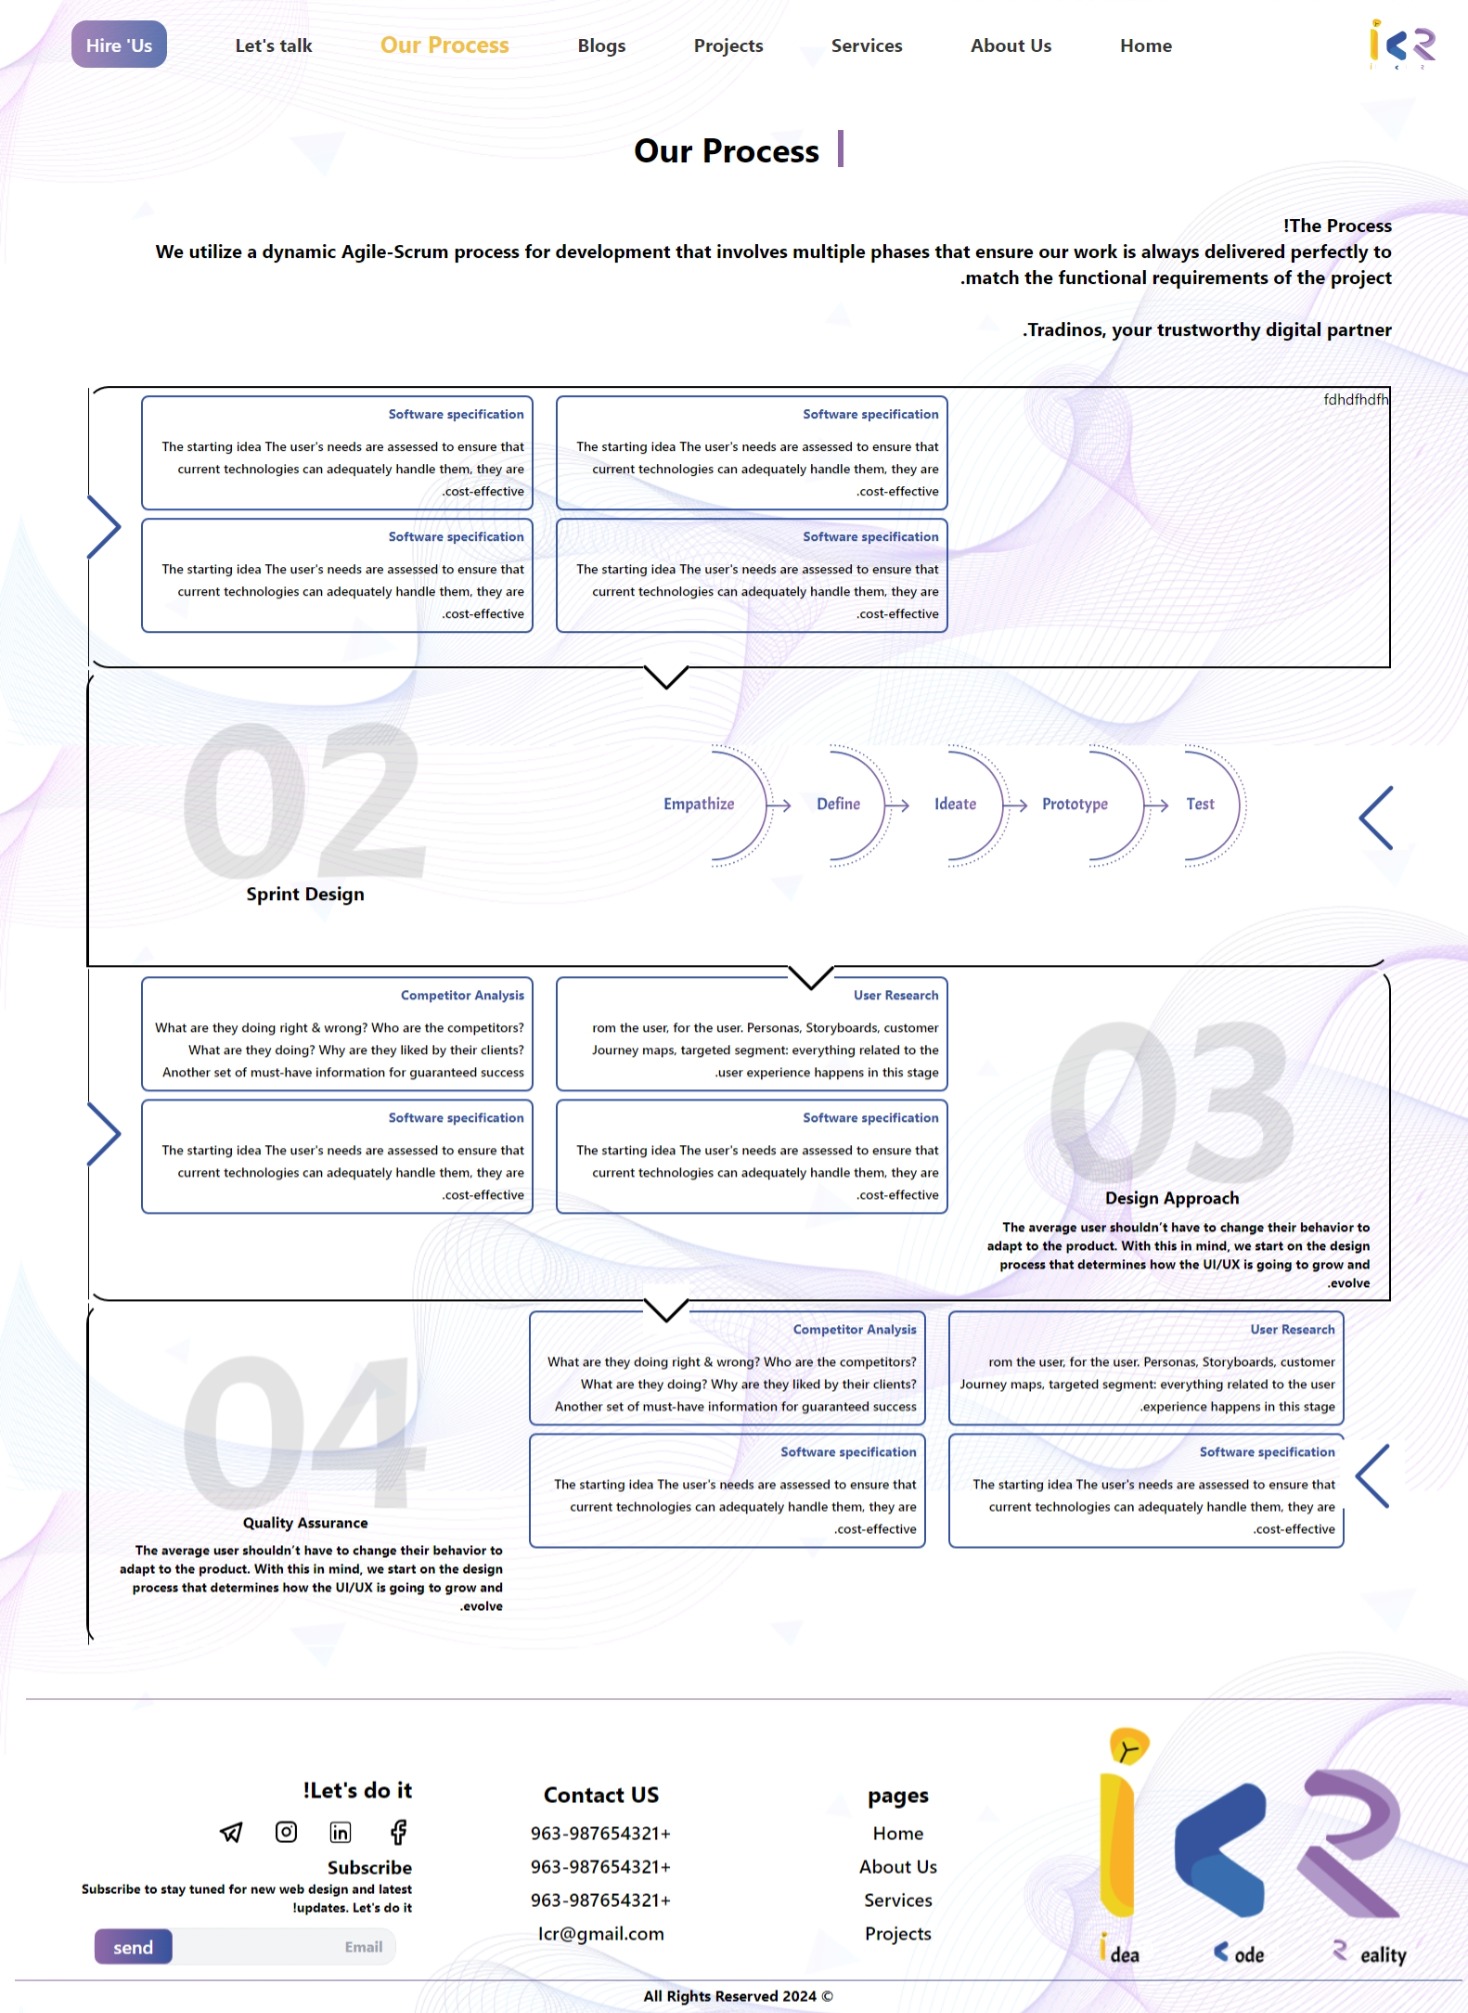 Hire 'Us
Let's talk
Our Process
Blogs
Projects
Services
About Us
Home
Our Process
!The Process
We utilize a dynamic Agile-Scrum process for development that involves multiple phases that ensure our work is always delivered perfectly to
.match the functional requirements of the project
.Tradinos, your trustworthy digital partner
fdhdfhdfh
Software specification
The starting idea The user's needs are assessed to ensure that
current technologies can adequately handle them, they are
.cost-effective
Software specification
The starting idea The user's needs are assessed to ensure that
current technologies can adequately handle them, they are
.cost-effective
Software specification
The starting idea The user's needs are assessed to ensure that
current technologies can adequately handle them, they are
.cost-effective
Software specification
The starting idea The user's needs are assessed to ensure that
current technologies can adequately handle them, they are
.cost-effective
02
Sprint Design
Empathize
Define
Ideate
Prototype
Test
Competitor Analysis
What are they doing right & wrong? Who are the competitors?
What are they doing? Why are they liked by their clients?
Another set of must-have information for guaranteed success
User Research
rom the user, for the user. Personas, Storyboards, customer
Journey maps, targeted segment: everything related to the
.user experience happens in this stage
Software specification
The starting idea The user's needs are assessed to ensure that
current technologies can adequately handle them, they are
.cost-effective
Software specification
The starting idea The user's needs are assessed to ensure that
current technologies can adequately handle them, they are
.cost-effective
03
Design Approach
The average user shouldn't have to change their behavior to
adapt to the product. With this in mind, we start on the design
process that determines how the UI/UX is going to grow and
.evolve
04
Quality Assurance
The average user shouldn't have to change their behavior to
adapt to the product. With this in mind, we start on the design
process that determines how the UI/UX is going to grow and
.evolve
Competitor Analysis
What are they doing right & wrong? Who are the competitors?
What are they doing? Why are they liked by their clients?
Another set of must-have information for guaranteed success
User Research
rom the user, for the user. Personas, Storyboards, customer
Journey maps, targeted segment: everything related to the user
.experience happens in this stage
Software specification
The starting idea The user's needs are assessed to ensure that
current technologies can adequately handle them, they are
.cost-effective
Software specification
The starting idea The user's needs are assessed to ensure that
current technologies can adequately handle them, they are
.cost-effective
!Let's do it
Subscribe
Subscribe to stay tuned for new web design and latest
!updates. Let's do it
send
Email
Contact US
963-987654321+
963-987654321+
963-987654321+
Icr@gmail.com
pages
Home
About Us
Services
Projects
idea
code
Reality
All Rights Reserved 2024 ©